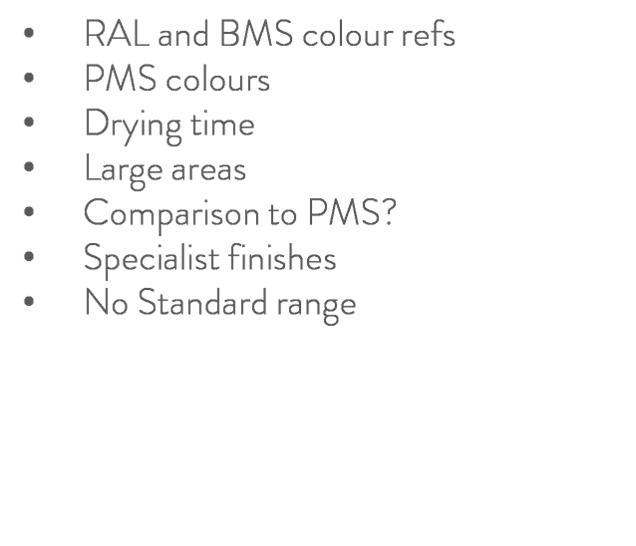 • RAL and BMS colour refs
• PMS colours
• Drying time
• Large areas
• Comparison to PMS?
• Specialist finishes
• No Standard range